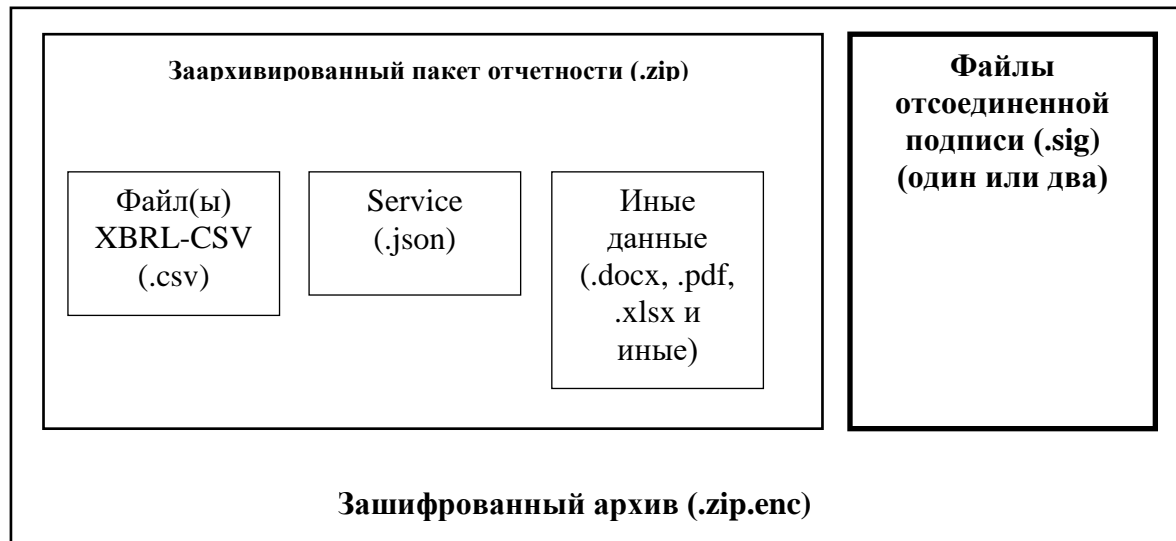 Заархивированный пакет отчетности (.zip)
Файл(ы)
XBRL-CSV
(.csv)
Service
(.json)
Иные
данные
(.docx, .pdf,
.xlsx и
иные)
Файлы
отсоединенной
подписи (.sig)
(один или два)
Зашифрованный архив (.zip.enc)